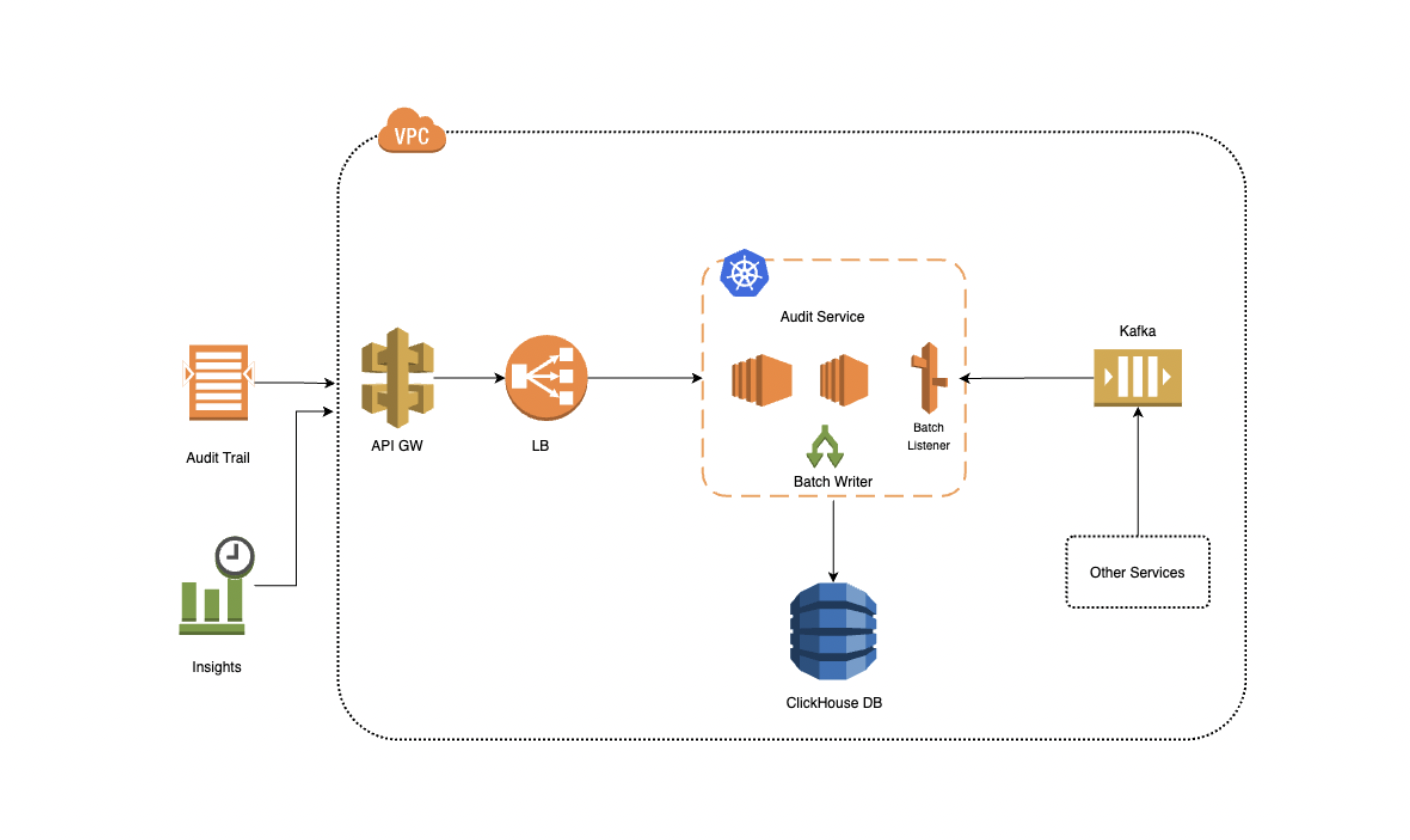 VPC
Audit Service
Kafka
Batch
Listener
API GW
LB
Audit Trail
Batch Writer
Other Services
Insights
ClickHouse DB